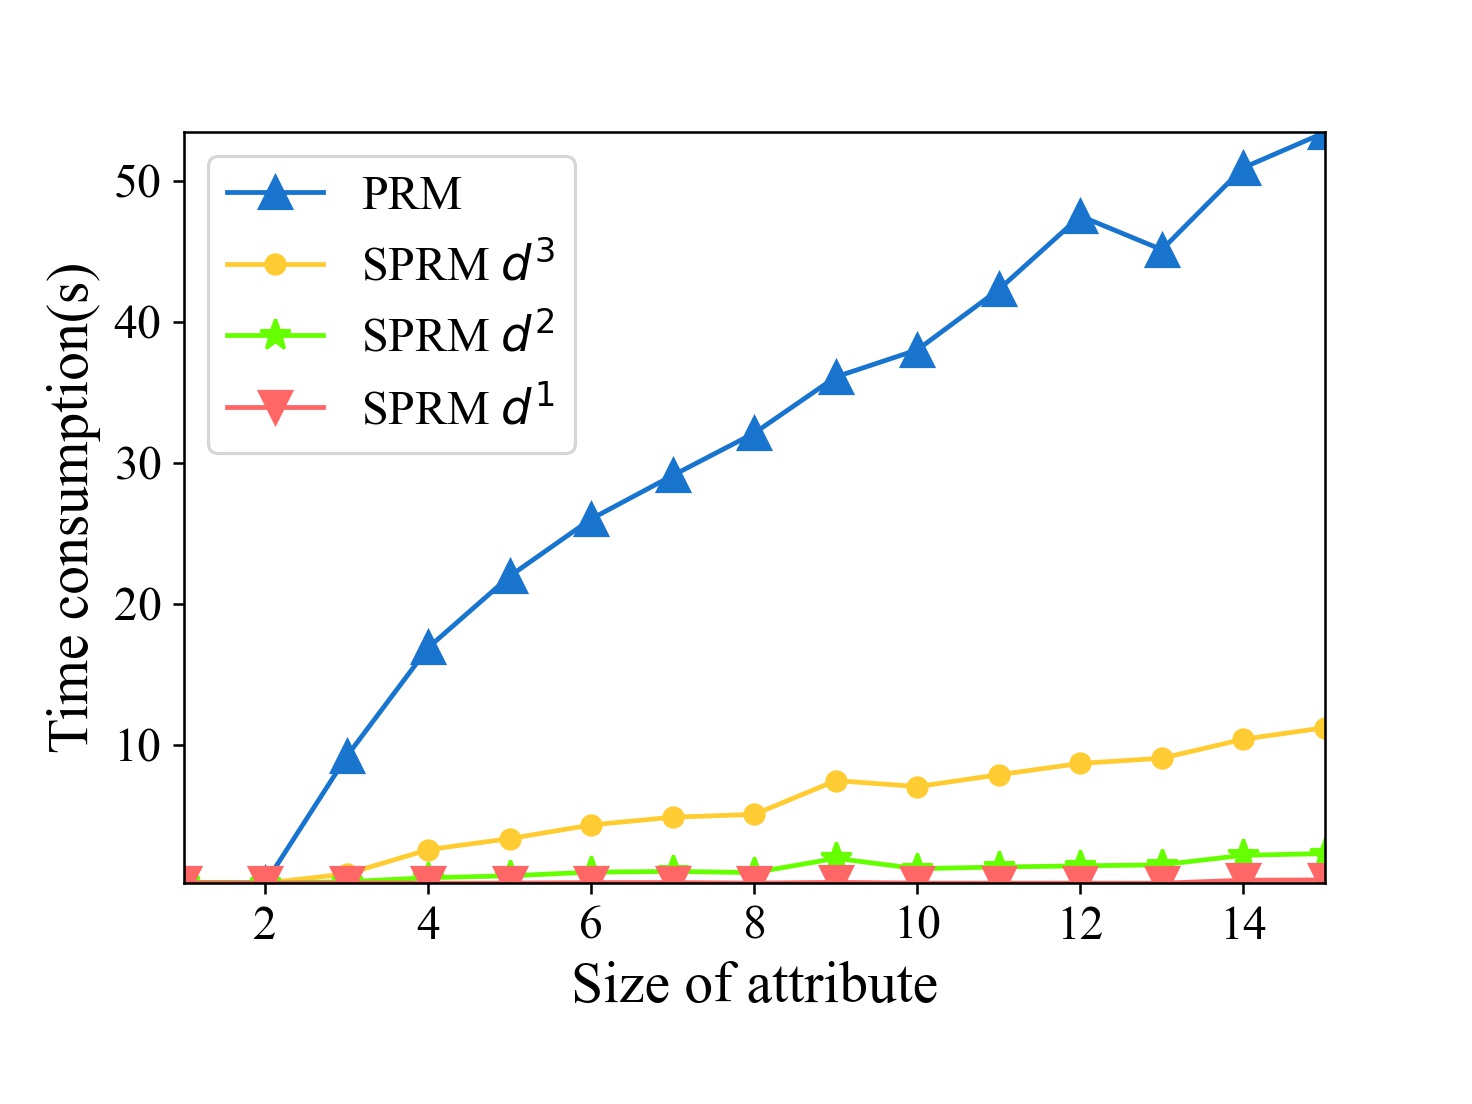 PRM
SPRM d³
SPRM d²
SPRM d¹
Time consumption(s)
50
40
30
20
10
2 4 6 8 10 12 14
Size of attribute